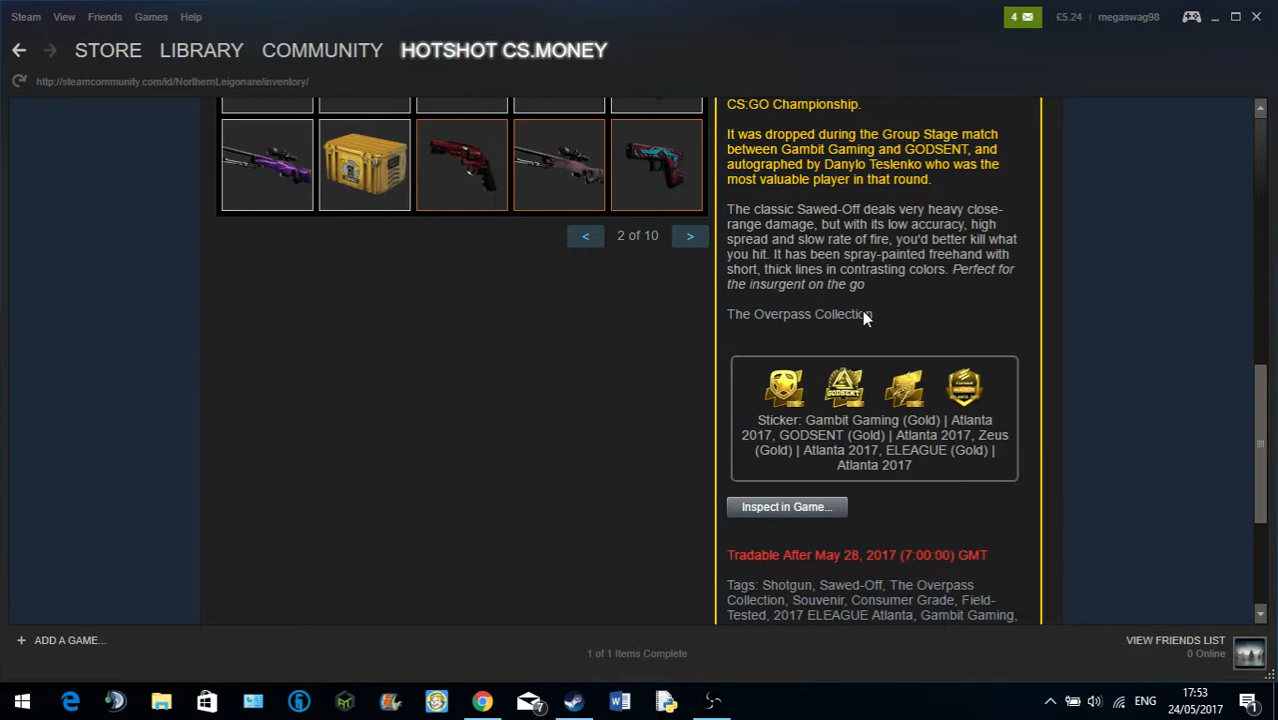 Steam View Friends Games Help
4 £5.24 megaswag98
STORE LIBRARY COMMUNITY HOTSHOT CS.MONEY
http://steamcommunity.com/id/NorthernLeigonare/inventory/
CS:GO Championship.
It was dropped during the Group Stage match
between Gambit Gaming and GODSENT, and
autographed by Danylo Teslenko who was the
most valuable player in that round.
The classic Sawed-Off deals very heavy close-
range damage, but with its low accuracy, high
spread and slow rate of fire, you'd better kill what
you hit. It has been spray-painted freehand with
short, thick lines in contrasting colors. Perfect for
the insurgent on the go
< 2 of 10 >
The Overpass Collection
GODSENT
Sticker: Gambit Gaming (Gold) | Atlanta
2017, GODSENT (Gold) | Atlanta 2017, Zeus
(Gold) | Atlanta 2017, ELEAGUE (Gold) |
Atlanta 2017
Inspect in Game...
Tradable After May 28, 2017 (7:00:00) GMT
Tags: Shotgun, Sawed-Off, The Overpass
Collection, Souvenir, Consumer Grade, Field-
Tested, 2017 ELEAGUE Atlanta, Gambit Gaming,
+ ADD A GAME...
1 of 1 Items Complete
VIEW FRIENDS LIST
0 Online
7
ENG
17:53
24/05/2017
1